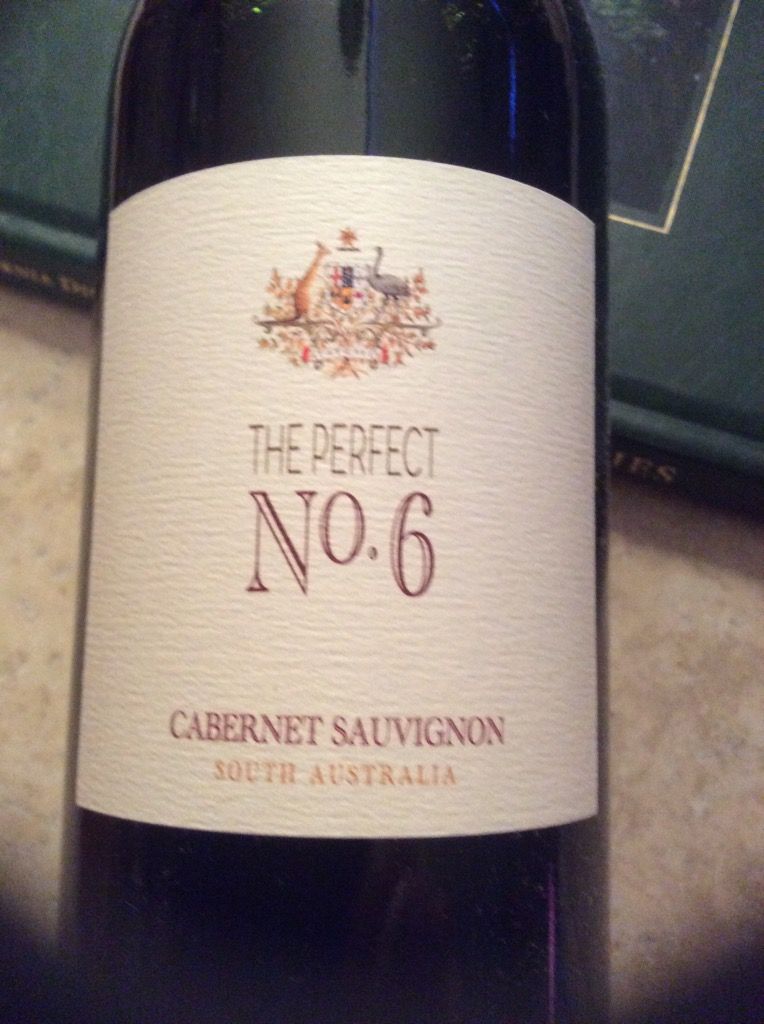 THE PERFECT
No. 6
CABERNET SAUVIGNON
SOUTH AUSTRALIA